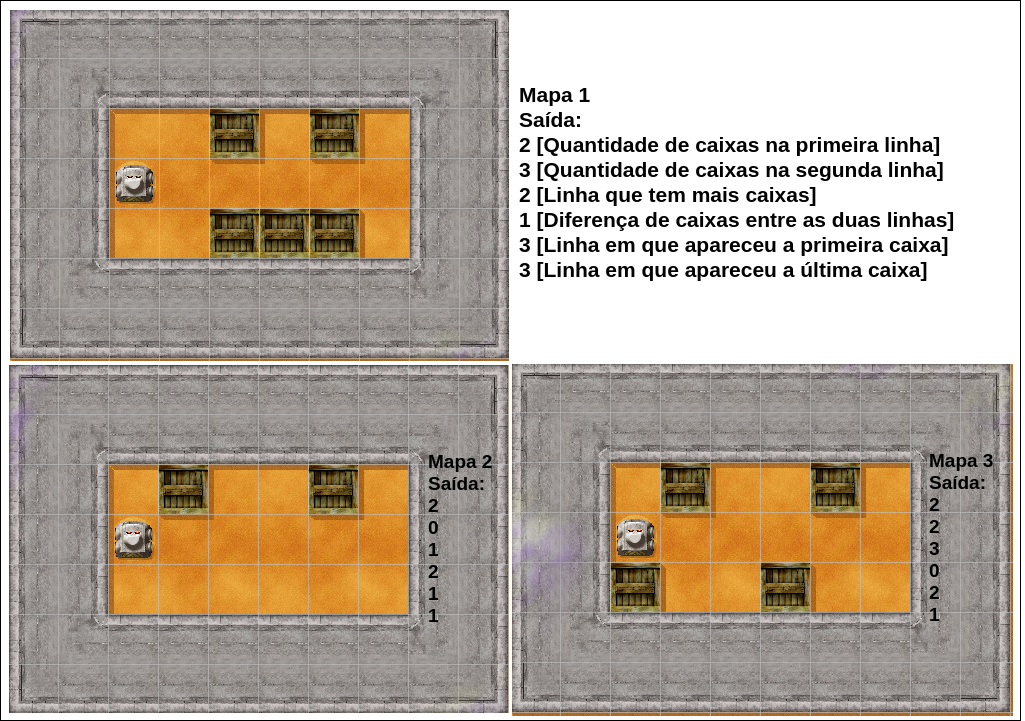 Mapa 1
Saída:
2 [Quantidade de caixas na primeira linha]
3 [Quantidade de caixas na segunda linha]
2 [Linha que tem mais caixas]
1 [Diferença de caixas entre as duas linhas]
3 [Linha em que apareceu a primeira caixa]
3 [Linha em que apareceu a última caixa]
Mapa 2
Saída:
2
0
1
2
1
1
Mapa 3
Saída:
2
2
3
0
2
1